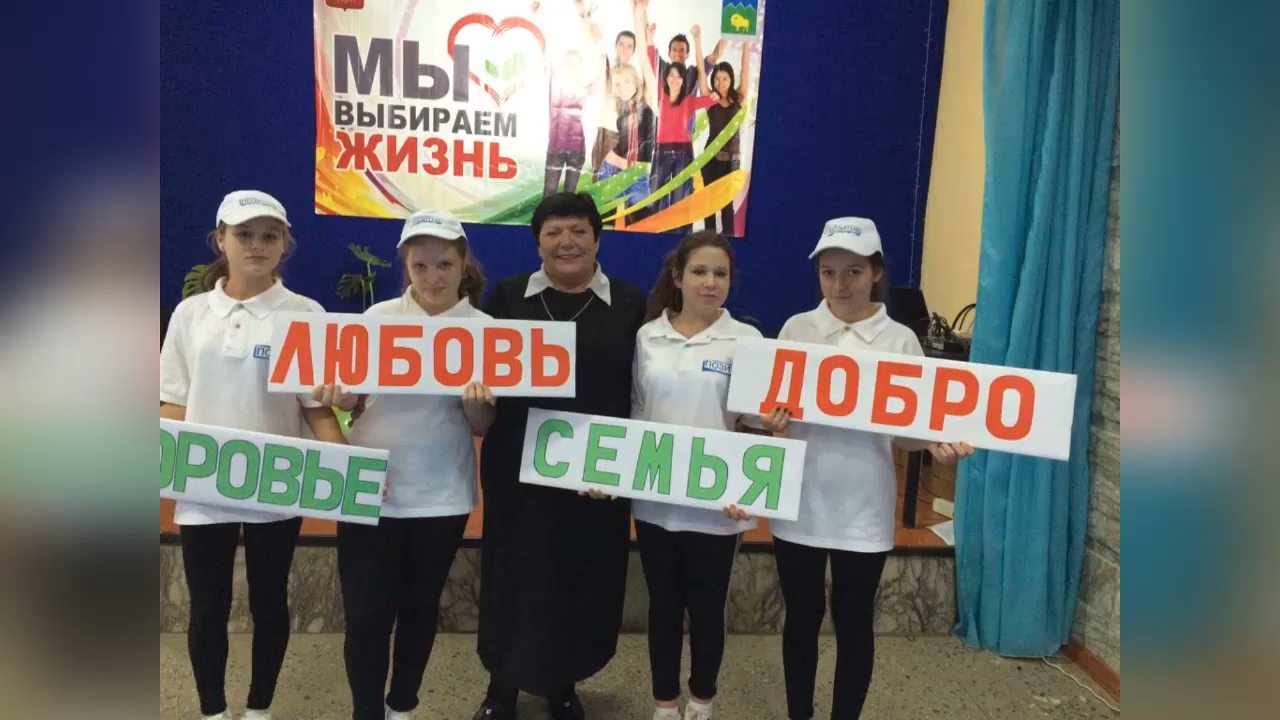 МЫ
ВЫБИРАЕМ
ЖИЗНЬ
ЛЮБОВЬ
ДОБРО
СЕМЬЯ
ОРОВЬЕ